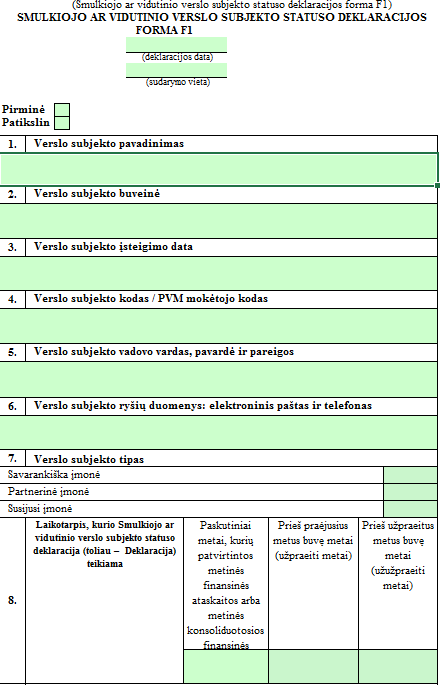 (Smulkiojo ar vidutinio verslo subjekto statuso deklaracijos forma F1)
SMULKIOJO AR VIDUTINIO VERSLO SUBJEKTO STATUSO DEKLARACIJOS
FORMA F1
(deklaracijos data)
(sudarymo vieta)
Pirminė
Patikslin
1. Verslo subjekto pavadinimas
2. Verslo subjekto buveinė
3. Verslo subjekto įsteigimo data
4. Verslo subjekto kodas / PVM mokėtojo kodas
5. Verslo subjekto vadovo vardas, pavardė ir pareigos
6. Verslo subjekto ryšių duomenys: elektroninis paštas ir telefonas
7. Verslo subjekto tipas
Savarankiška įmonė
Partnerinė įmonė
Susijusi įmonė
8.
Laikotarpis, kurio Smulkiojo ar
vidutinio verslo subjekto statuso
deklaracija (toliau – Deklaracija)
teikiama
Paskutiniai
metai, kurių
patvirtintos
metinės
finansinės
ataskaitos arba
metinės
konsoliduotosios
finansinės
Prieš praėjusius
metus buvę metai
(užpraeiti metai)
Prieš užpraeitus
metus buvę
metai
(užužpraeiti
metai)